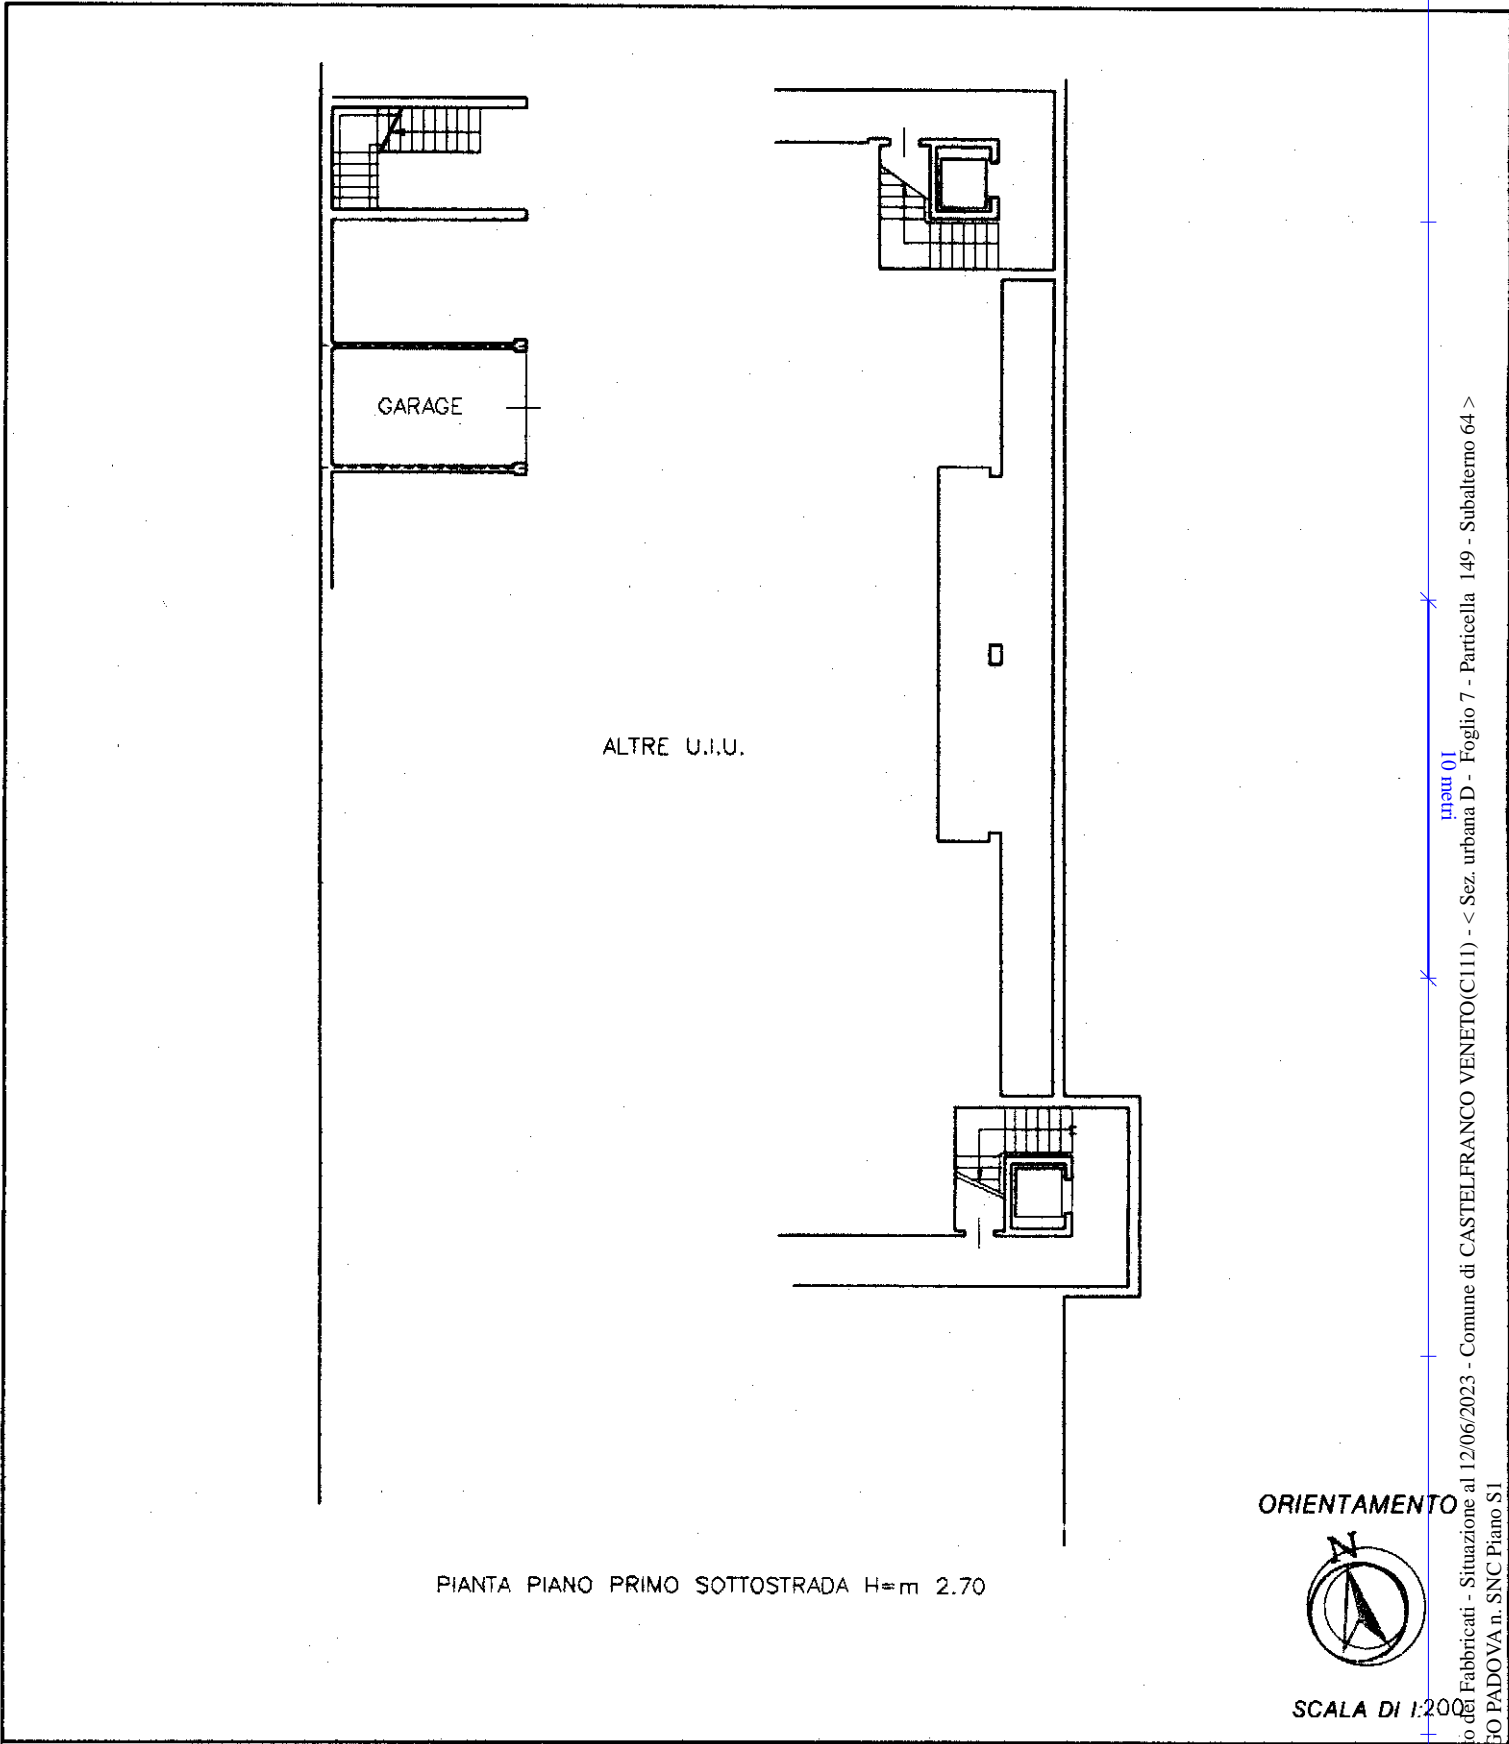 GARAGE
ALTRE U.I.U.
PIANTA PIANO PRIMO SOTTOSTRADA H=m 2.70
ORIENTAMENTO
N
SCALA DI 1:200
10 metri
dei Fabbricati - Situazione al 12/06/2023 - Comune di CASTELFRANCO VENETO(C111) - < Sez. urbana D - Foglio 7 - Particella 149 - Subalterno 64 >
GO PADOVA n. SNC Piano S1